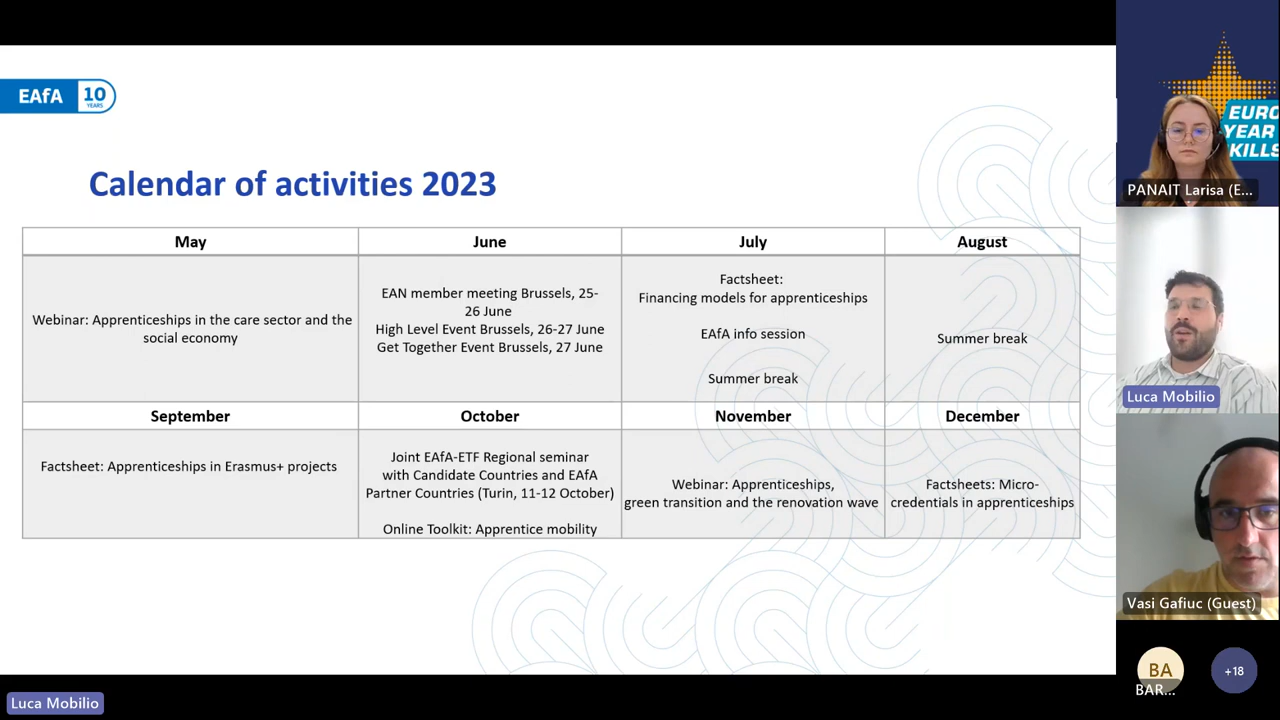 EAfA 10
YEARS
Calendar of activities 2023
May
June
July
August
Webinar: Apprenticeships in the care sector and the
social economy
EAN member meeting Brussels, 25-
26 June
High Level Event Brussels, 26-27 June
Get Together Event Brussels, 27 June
Factsheet:
Financing models for apprenticeships
EAfA info session
Summer break
Summer break
September
October
November
December
Factsheet: Apprenticeships in Erasmus+ projects
Joint EAfA-ETF Regional seminar
with Candidate Countries and EAfA
Partner Countries (Turin, 11-12 October)
Online Toolkit: Apprentice mobility
Webinar: Apprenticeships,
green transition and the renovation wave
Factsheets: Micro-
credentials in apprenticeships
EURO
YEAR
SKILLS
PANAIT Larisa (E...
Luca Mobilio
Vasi Gafiuc (Guest)
BA
BAR...
+18
Luca Mobilio